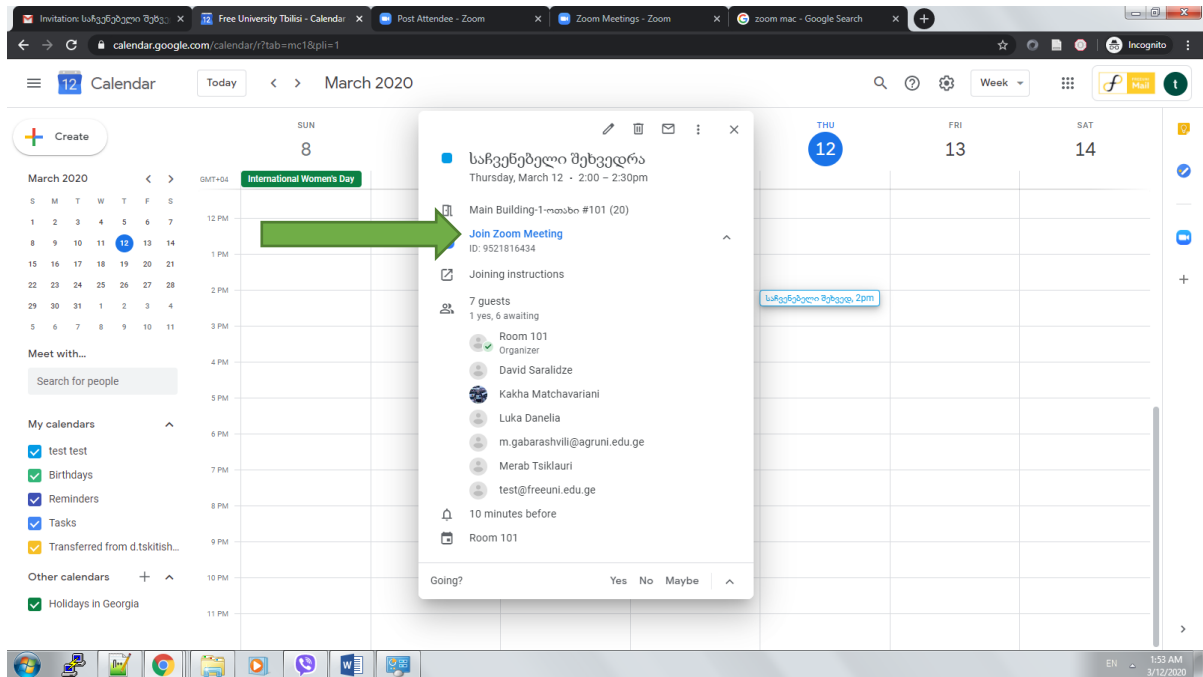 Invitation: საჩვენებელი შეხვე
Free University Tbilisi - Calendar
Post Attendee - Zoom
Zoom Meetings - Zoom
zoom mac - Google Search
calendar.google.com/calendar/r?tab=mc1&pli=1
Incognito
12 Calendar
Today
March 2020
Week
Mail
t
Create
March 2020
S M T W T F S
1 2 3 4 5 6 7
8 9 10 11 12 13 14
15 16 17 18 19 20 21
22 23 24 25 26 27 28
29 30 31 1 2 3 4
5 6 7 8 9 10 11
Meet with...
Search for people
My calendars
test test
Birthdays
Reminders
Tasks
Transferred from d.tskitish...
Other calendars
Holidays in Georgia
SUN
8
THU
12
FRI
13
SAT
14
GMT+04
International Women's Day
12 PM
1 PM
2 PM
3 PM
4 PM
5 PM
6 PM
7 PM
8 PM
9 PM
10 PM
11 PM
საჩვენებელი შეხვედრა
Thursday, March 12 · 2:00 – 2:30pm
Main Building-1-ოთახი #101 (20)
Join Zoom Meeting
ID: 9521816434
Joining instructions
7 guests
1 yes, 6 awaiting
Room 101
Organizer
David Saralidze
Kakha Matchavariani
Luka Danelia
m.gabarashvili@agruni.edu.ge
Merab Tsiklauri
test@freeuni.edu.ge
10 minutes before
Room 101
Going?
Yes No Maybe
საჩვენებელი შეხვედ, 2pm
EN
1:53 AM
3/12/2020